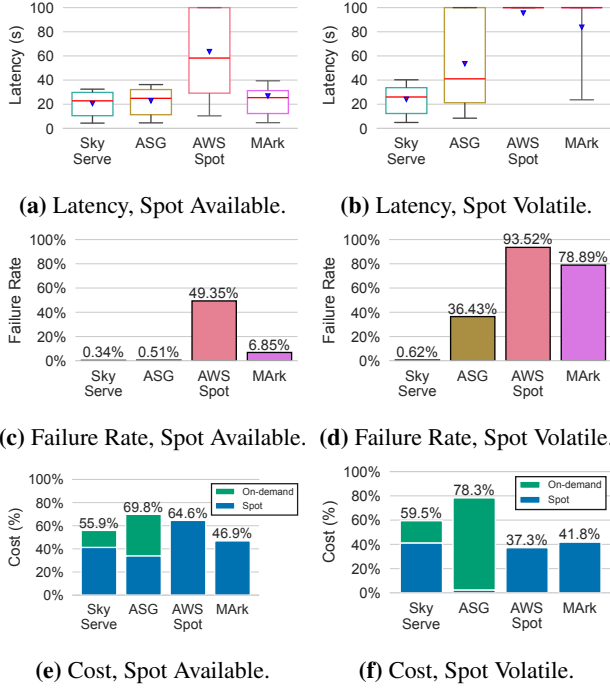 100
80
60
40
20
0
Latency (s)
Sky Serve
ASG
AWS Spot
MArk
100
80
60
40
20
0
Latency (s)
Sky Serve
ASG
AWS Spot
MArk
(a) Latency, Spot Available.
(b) Latency, Spot Volatile.
100%
80%
60%
40%
20%
0%
Failure Rate
0.34%
0.51%
49.35%
6.85%
Sky Serve
ASG
AWS Spot
MArk
100%
80%
60%
40%
20%
0%
Failure Rate
0.62%
36.43%
93.52%
78.89%
Sky Serve
ASG
AWS Spot
MArk
(c) Failure Rate, Spot Available.
(d) Failure Rate, Spot Volatile.
100%
80%
60%
40%
20%
0%
Cost (%)
55.9%
69.8%
64.6%
46.9%
On-demand
Spot
Sky Serve
ASG
AWS Spot
MArk
100%
80%
60%
40%
20%
0%
Cost (%)
59.5%
78.3%
37.3%
41.8%
On-demand
Spot
Sky Serve
ASG
AWS Spot
MArk
(e) Cost, Spot Available.
(f) Cost, Spot Volatile.